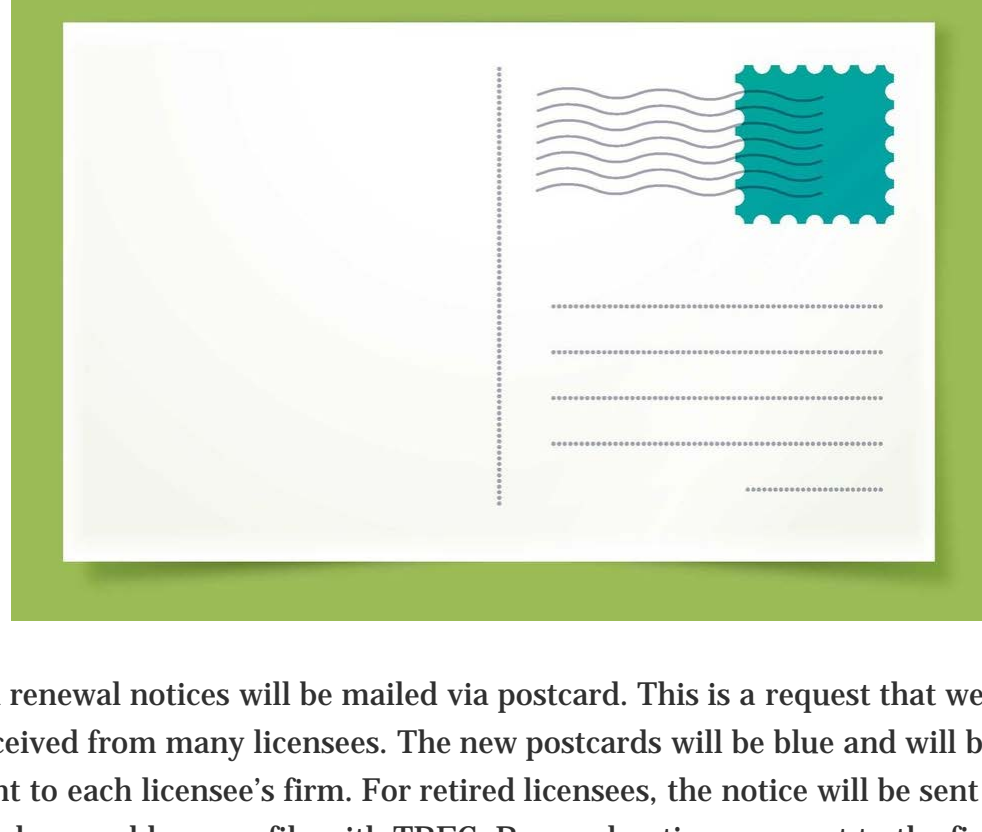 renewal notices will be mailed via postcard. This is a request that we
ceived from many licensees. The new postcards will be blue and will b
nt to each licensee's firm. For retired licensees, the notice will be sent